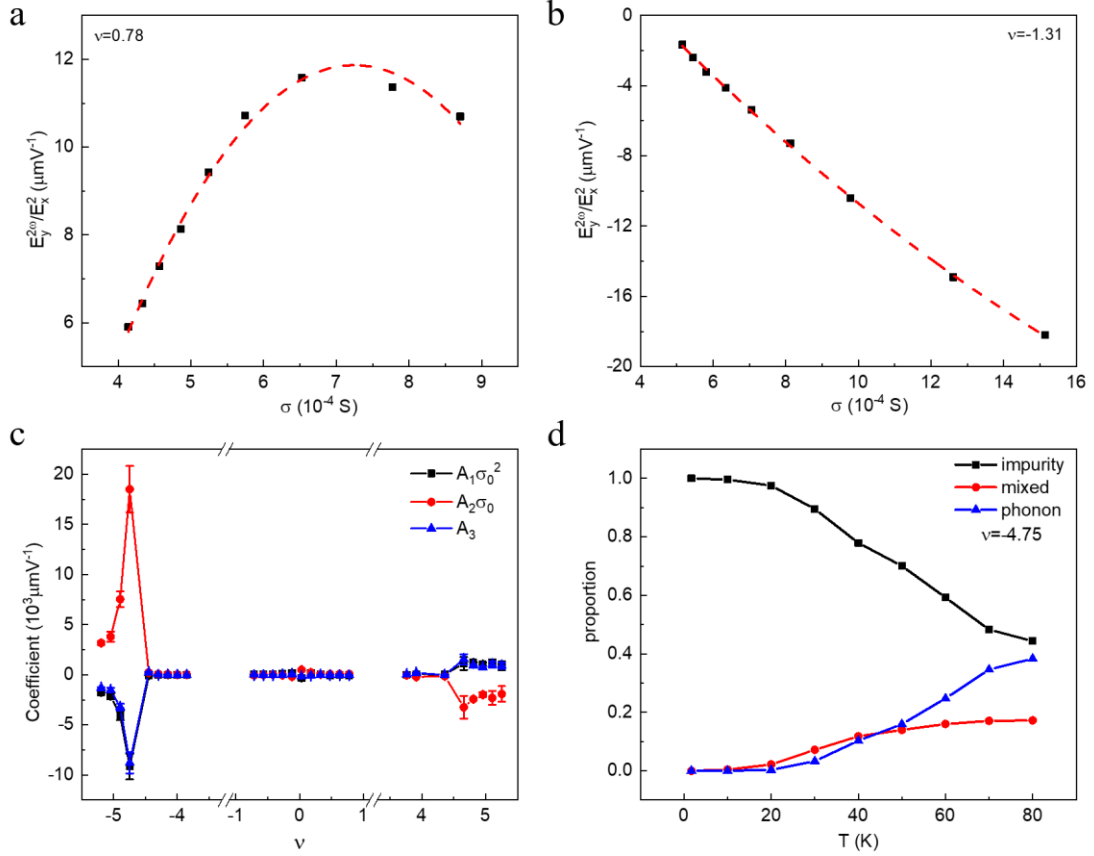 a
ν=0.78
12
10
8
6
E_y^{2ω}/E_x^2 (μmV^{-1})
4
5
6
7
8
9
σ (10^{-4} S)
b
ν=-1.31
0
-4
-8
-12
-16
-20
E_y^{2ω}/E_x^2 (μmV^{-1})
4
6
8
10
12
14
16
σ (10^{-4} S)
c
20
15
10
5
0
-5
-10
Coefficient (10^3μmV^{-1})
A_1σ_0^2
A_2σ_0
A_3
-5
-4
-1
0
1
4
5
ν
d
1.0
0.8
0.6
0.4
0.2
0.0
proportion
impurity
mixed
phonon
ν=-4.75
0
20
40
60
80
T (K)